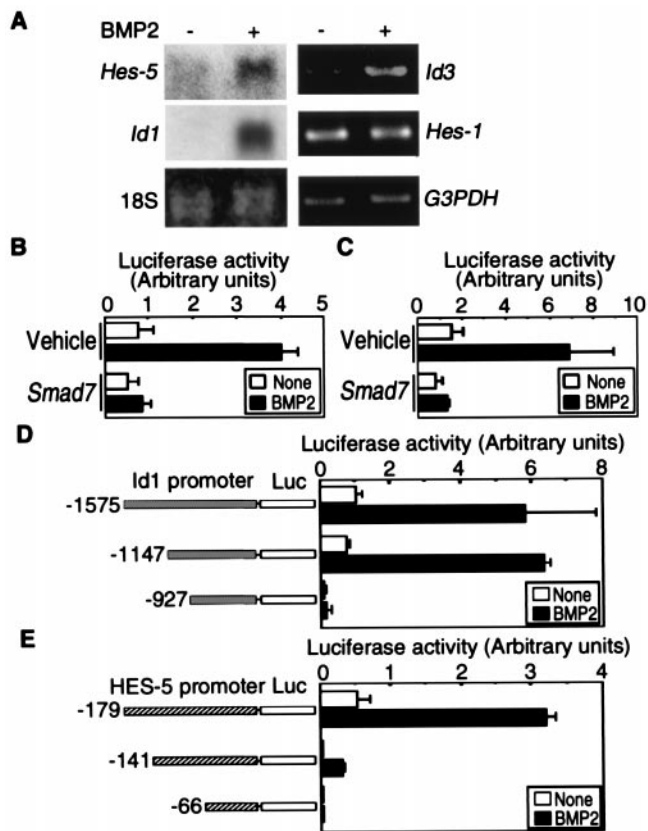 A
BMP2 - + - +
Hes-5 Id3
Id1 Hes-1
18S G3PDH
B
Luciferase activity
(Arbitrary units)
0 1 2 3 4 5
Vehicle
Smad7
None
BMP2
C
Luciferase activity
(Arbitrary units)
0 2 4 6 8 10
Vehicle
Smad7
None
BMP2
D
Luciferase activity (Arbitrary units)
Id1 promoter Luc
0 2 4 6 8
-1575
-1147
-927
None
BMP2
E
Luciferase activity (Arbitrary units)
HES-5 promoter Luc
0 1 2 3 4
-179
-141
-66
None
BMP2